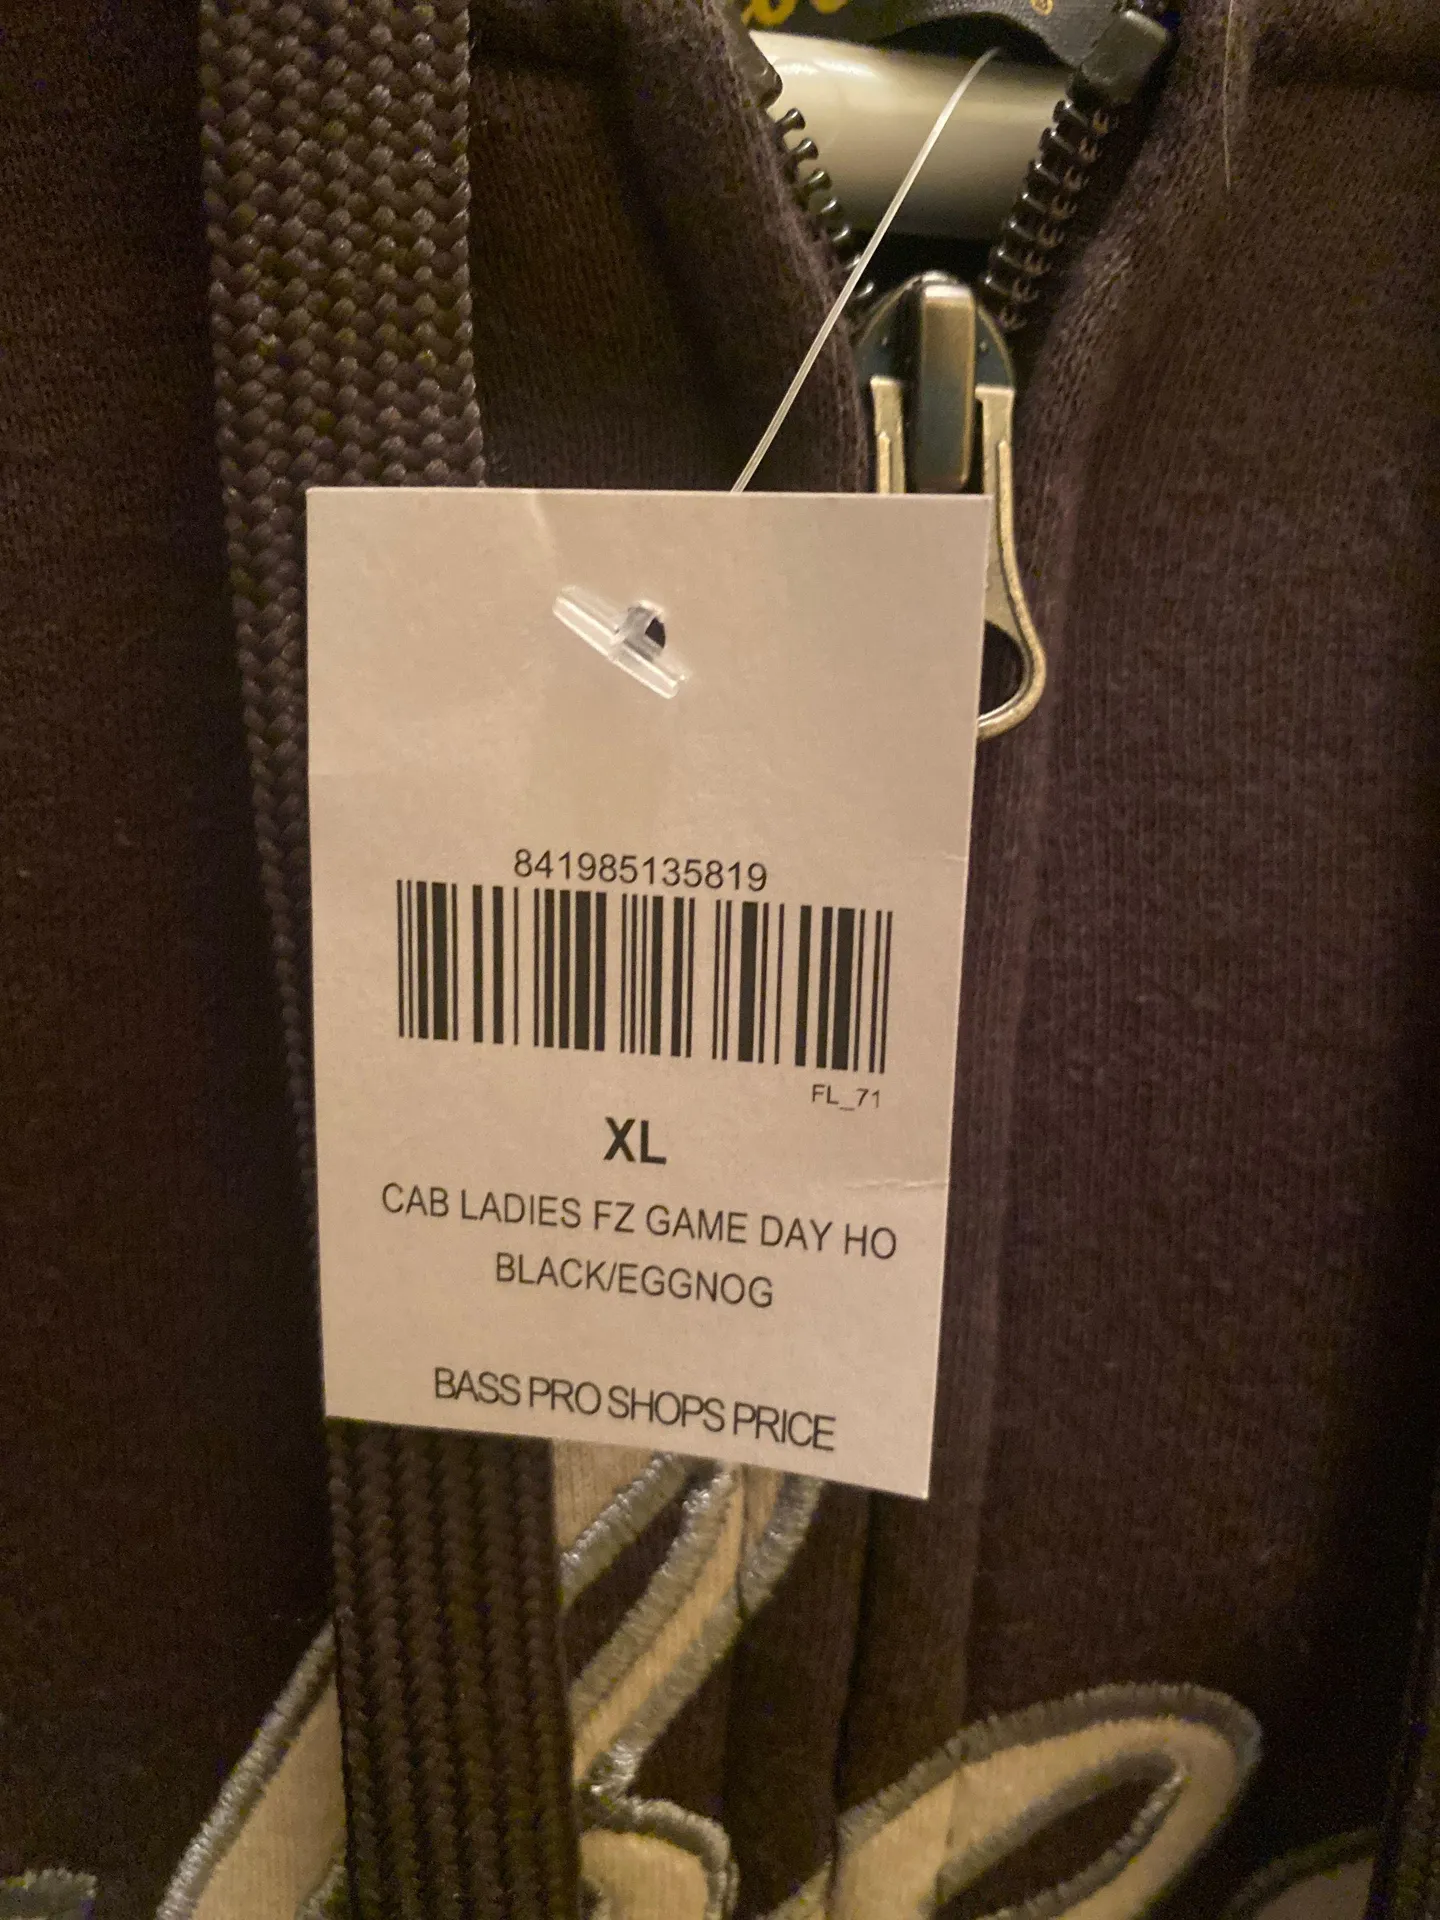 841985135819
FL_71
XL
CAB LADIES FZ GAME DAY HO
BLACK/EGGNOG
BASS PRO SHOPS PRICE